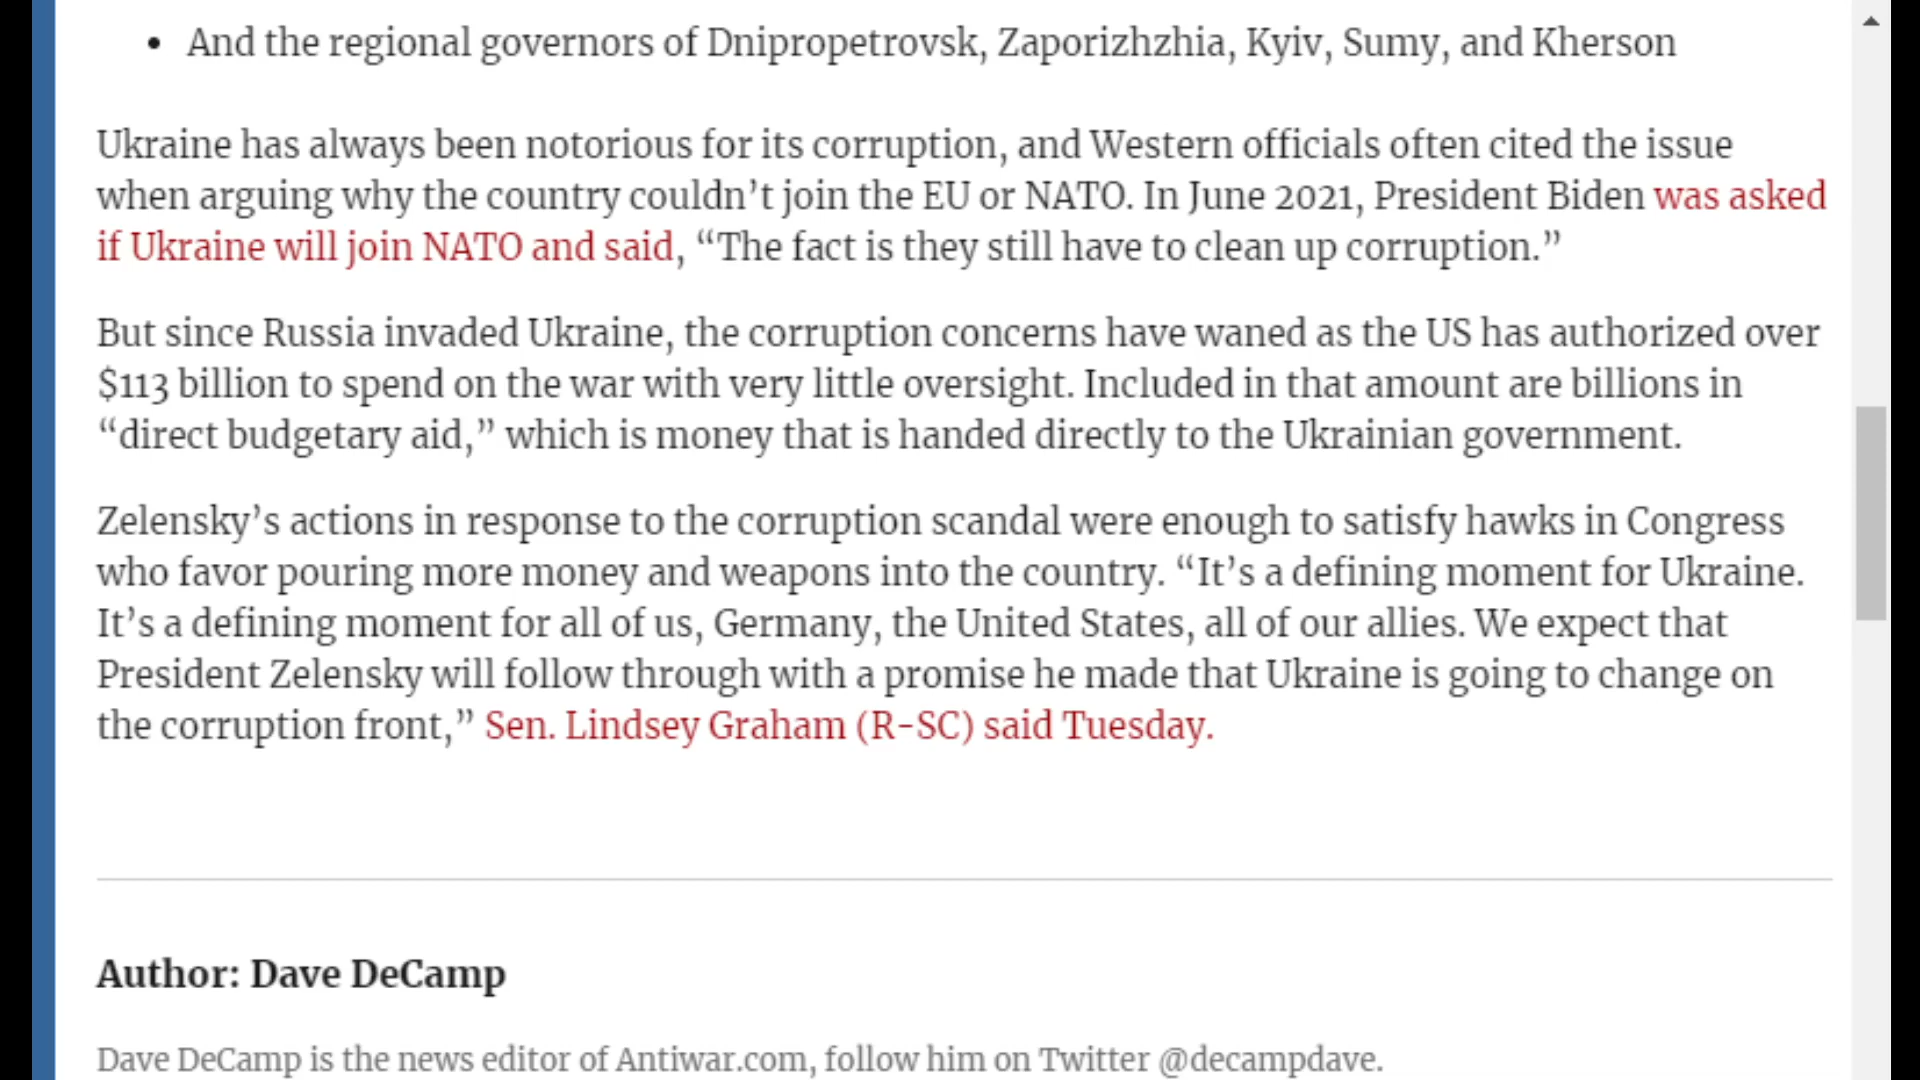 • And the regional governors of Dnipropetrovsk, Zaporizhzhia, Kyiv, Sumy, and Kherson
Ukraine has always been notorious for its corruption, and Western officials often cited the issue
when arguing why the country couldn’t join the EU or NATO. In June 2021, President Biden was asked
if Ukraine will join NATO and said, “The fact is they still have to clean up corruption.”
But since Russia invaded Ukraine, the corruption concerns have waned as the US has authorized over
$113 billion to spend on the war with very little oversight. Included in that amount are billions in
“direct budgetary aid,” which is money that is handed directly to the Ukrainian government.
Zelensky’s actions in response to the corruption scandal were enough to satisfy hawks in Congress
who favor pouring more money and weapons into the country. “It’s a defining moment for Ukraine.
It’s a defining moment for all of us, Germany, the United States, all of our allies. We expect that
President Zelensky will follow through with a promise he made that Ukraine is going to change on
the corruption front,” Sen. Lindsey Graham (R-SC) said Tuesday.
Author: Dave DeCamp
Dave DeCamp is the news editor of Antiwar.com, follow him on Twitter @decampdave.